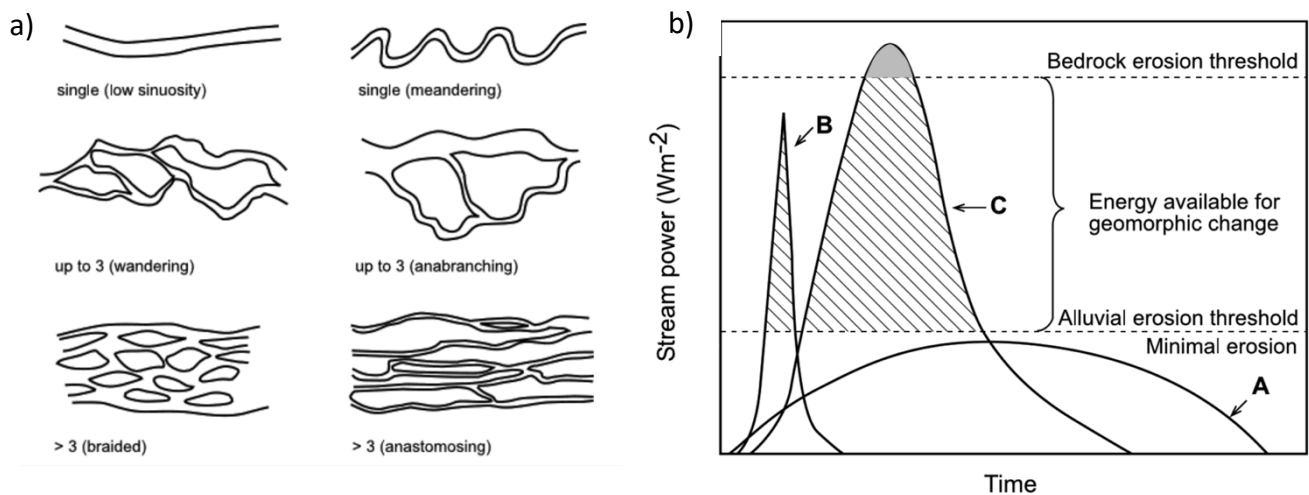 a)
single (low sinuosity)
single (meandering)
up to 3 (wandering)
up to 3 (anabranching)
> 3 (braided)
> 3 (anastomosing)
b)
Stream power (Wm-2)
Bedrock erosion threshold
B
C
Energy available for
geomorphic change
Alluvial erosion threshold
Minimal erosion
A
Time